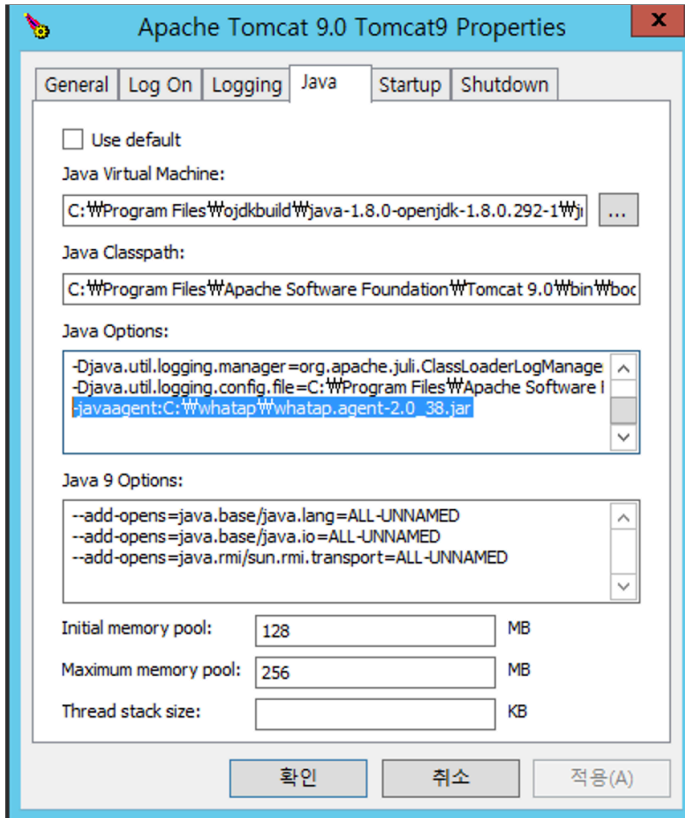 Apache Tomcat 9.0 Tomcat9 Properties
x
General Log On Logging Java Startup Shutdown
Use default
Java Virtual Machine:
C:₩Program Files₩ojdkbuild₩java-1.8.0-openjdk-1.8.0.292-1₩
...
Java Classpath:
C:₩Program Files₩Apache Software Foundation₩Tomcat 9.0₩bin₩boo
Java Options:
-Djava.util.logging.manager=org.apache.juli.ClassLoaderLogManage
-Djava.util.logging.config.file=C:₩Program Files₩Apache Software
-javaagent:C:₩whatap₩whatap.agent-2.0_38.jar
Java 9 Options:
--add-opens=java.base/java.lang=ALL-UNNAMED
--add-opens=java.base/java.io=ALL-UNNAMED
--add-opens=java.rmi/sun.rmi.transport=ALL-UNNAMED
Initial memory pool: 128 MB
Maximum memory pool: 256 MB
Thread stack size: KB
확인 취소 적용(A)